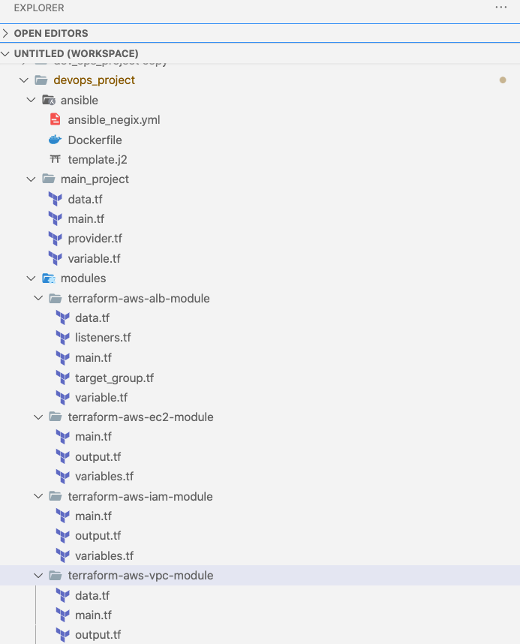 EXPLORER
OPEN EDITORS
UNTITLED (WORKSPACE)
devops_project
ansible
ansible_negix.yml
Dockerfile
template.j2
main_project
data.tf
main.tf
provider.tf
variable.tf
modules
terraform-aws-alb-module
data.tf
listeners.tf
main.tf
target_group.tf
variable.tf
terraform-aws-ec2-module
main.tf
output.tf
variables.tf
terraform-aws-iam-module
main.tf
output.tf
variables.tf
terraform-aws-vpc-module
data.tf
main.tf
output.tf